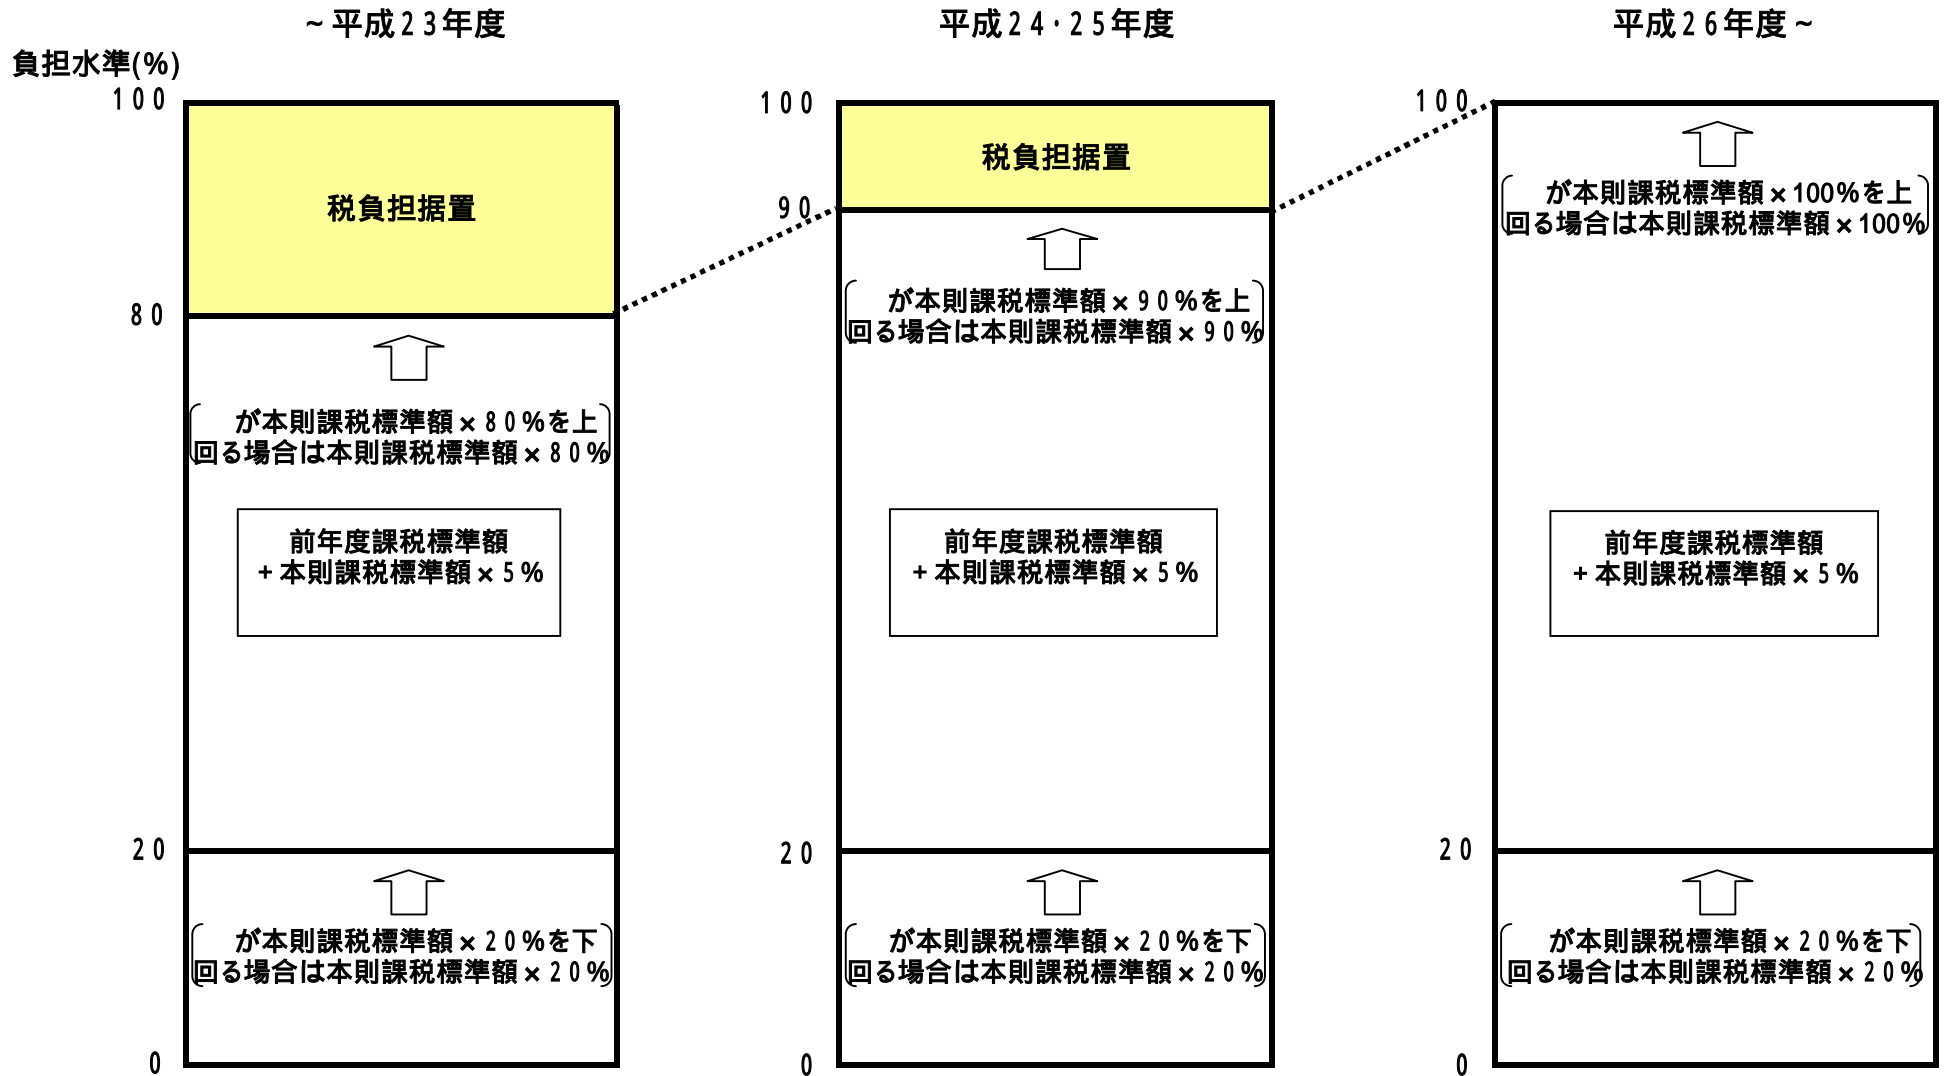 ~平成23年度
負担水準(%)
100
税負担据置
80
が本則課税標準額×80%を上
回る場合は本則課税標準額×80%
前年度課税標準額
+本則課税標準額×5%
20
が本則課税標準額×20%を下
回る場合は本則課税標準額×20%
0
平成24・25年度
100
税負担据置
90
が本則課税標準額×90%を上
回る場合は本則課税標準額×90%
前年度課税標準額
+本則課税標準額×5%
20
が本則課税標準額×20%を下
回る場合は本則課税標準額×20%
0
平成26年度~
100
が本則課税標準額×100%を上
回る場合は本則課税標準額×100%
前年度課税標準額
+本則課税標準額×5%
20
が本則課税標準額×20%を下
回る場合は本則課税標準額×20%
0